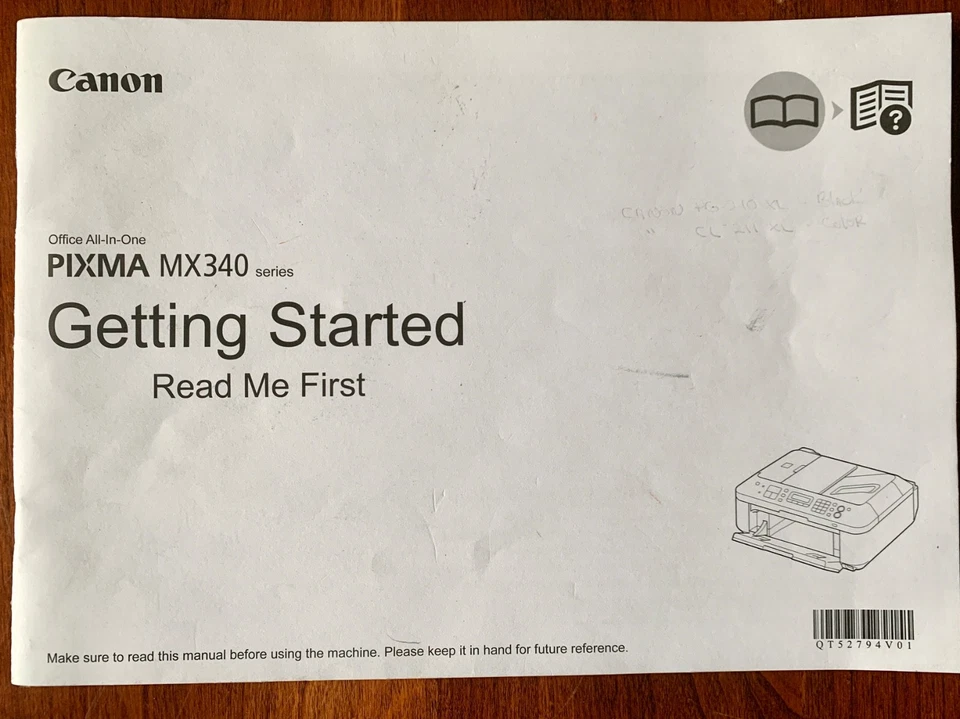 Canon
?
CANON PG 210 XL - Black
" CL 211 XL - Color
Office All-In-One
PIXMA MX340 series
Getting Started
Read Me First
QT52794V01
Make sure to read this manual before using the machine. Please keep it in hand for future reference.